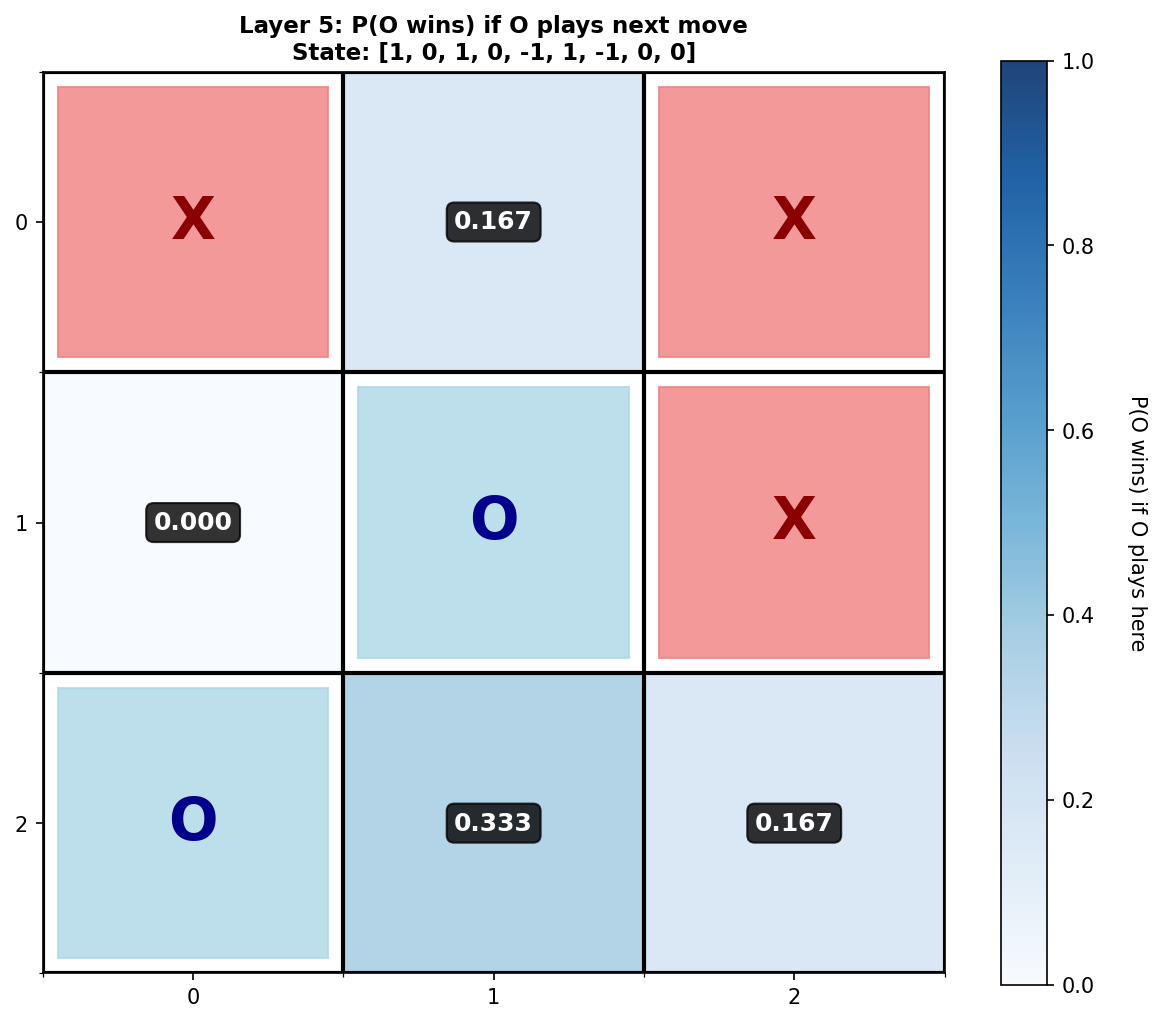 Layer 5: P(O wins) if O plays next move
State: [1, 0, 1, 0, -1, 1, -1, 0, 0]
X
0.167
X
0
0.000
O
X
1
O
0.333
0.167
2
0
1
2
1.0
0.8
0.6
0.4
0.2
0.0
P(O wins) if O plays here